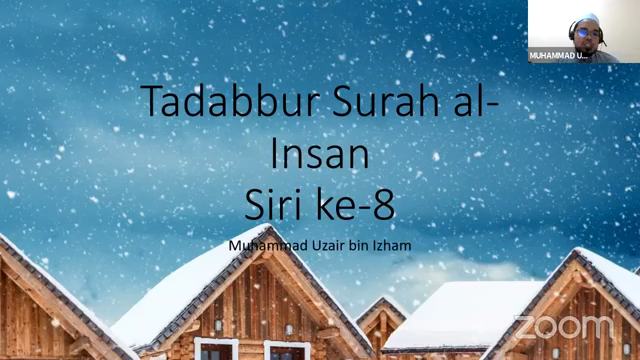 MUHAMMAD U...
Tadabbur Surah al-
Insan
Siri ke-8
Muhammad Uzair bin Izham
zoom